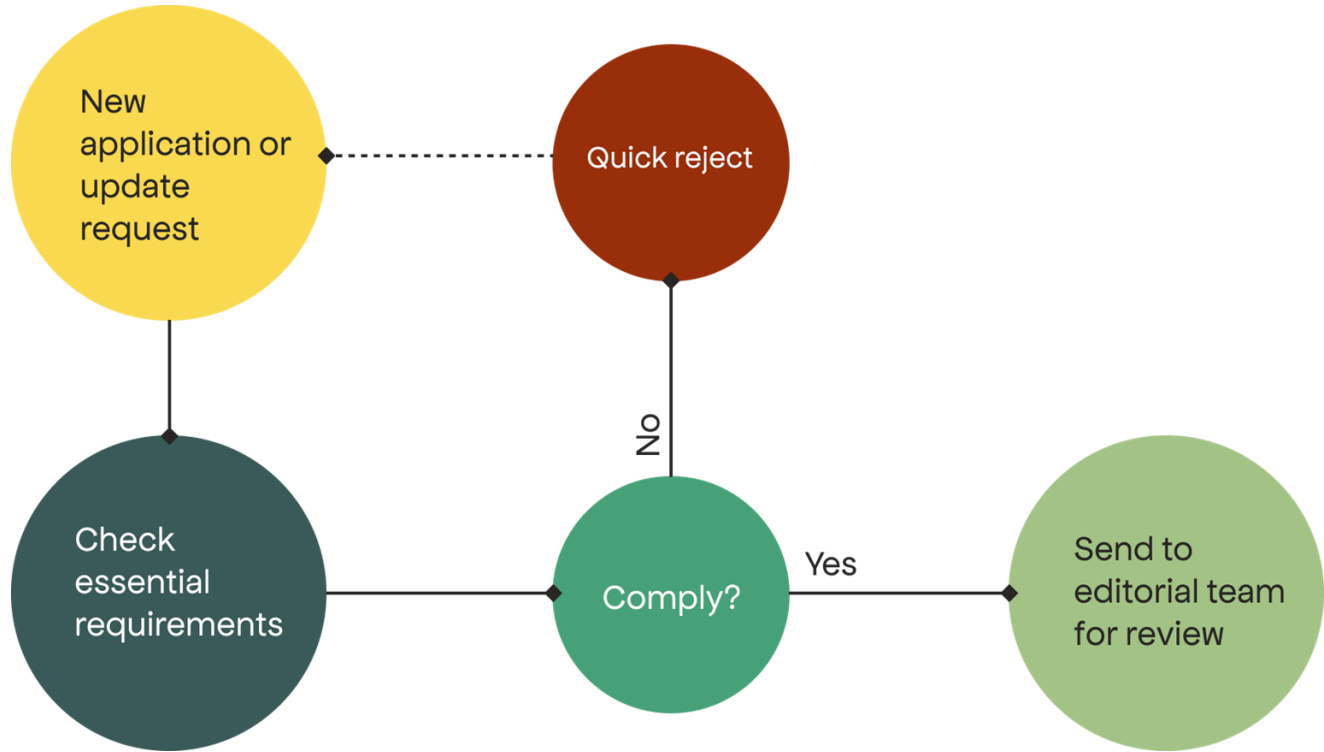 New
application or
update
request
Quick reject
No
Check
essential
requirements
Comply?
Yes
Send to
editorial team
for review